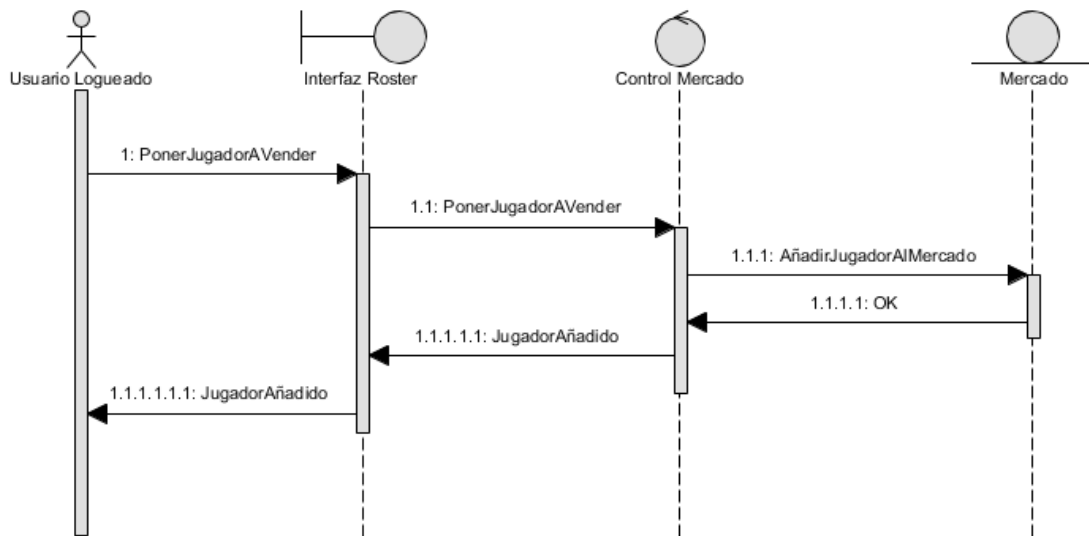 Usuario Logueado
Interfaz Roster
Control Mercado
Mercado
1: PonerJugadorAVender
1.1: PonerJugadorAVender
1.1.1: AñadirJugadorAlMercado
1.1.1.1: OK
1.1.1.1.1: JugadorAñadido
1.1.1.1.1.1: JugadorAñadido